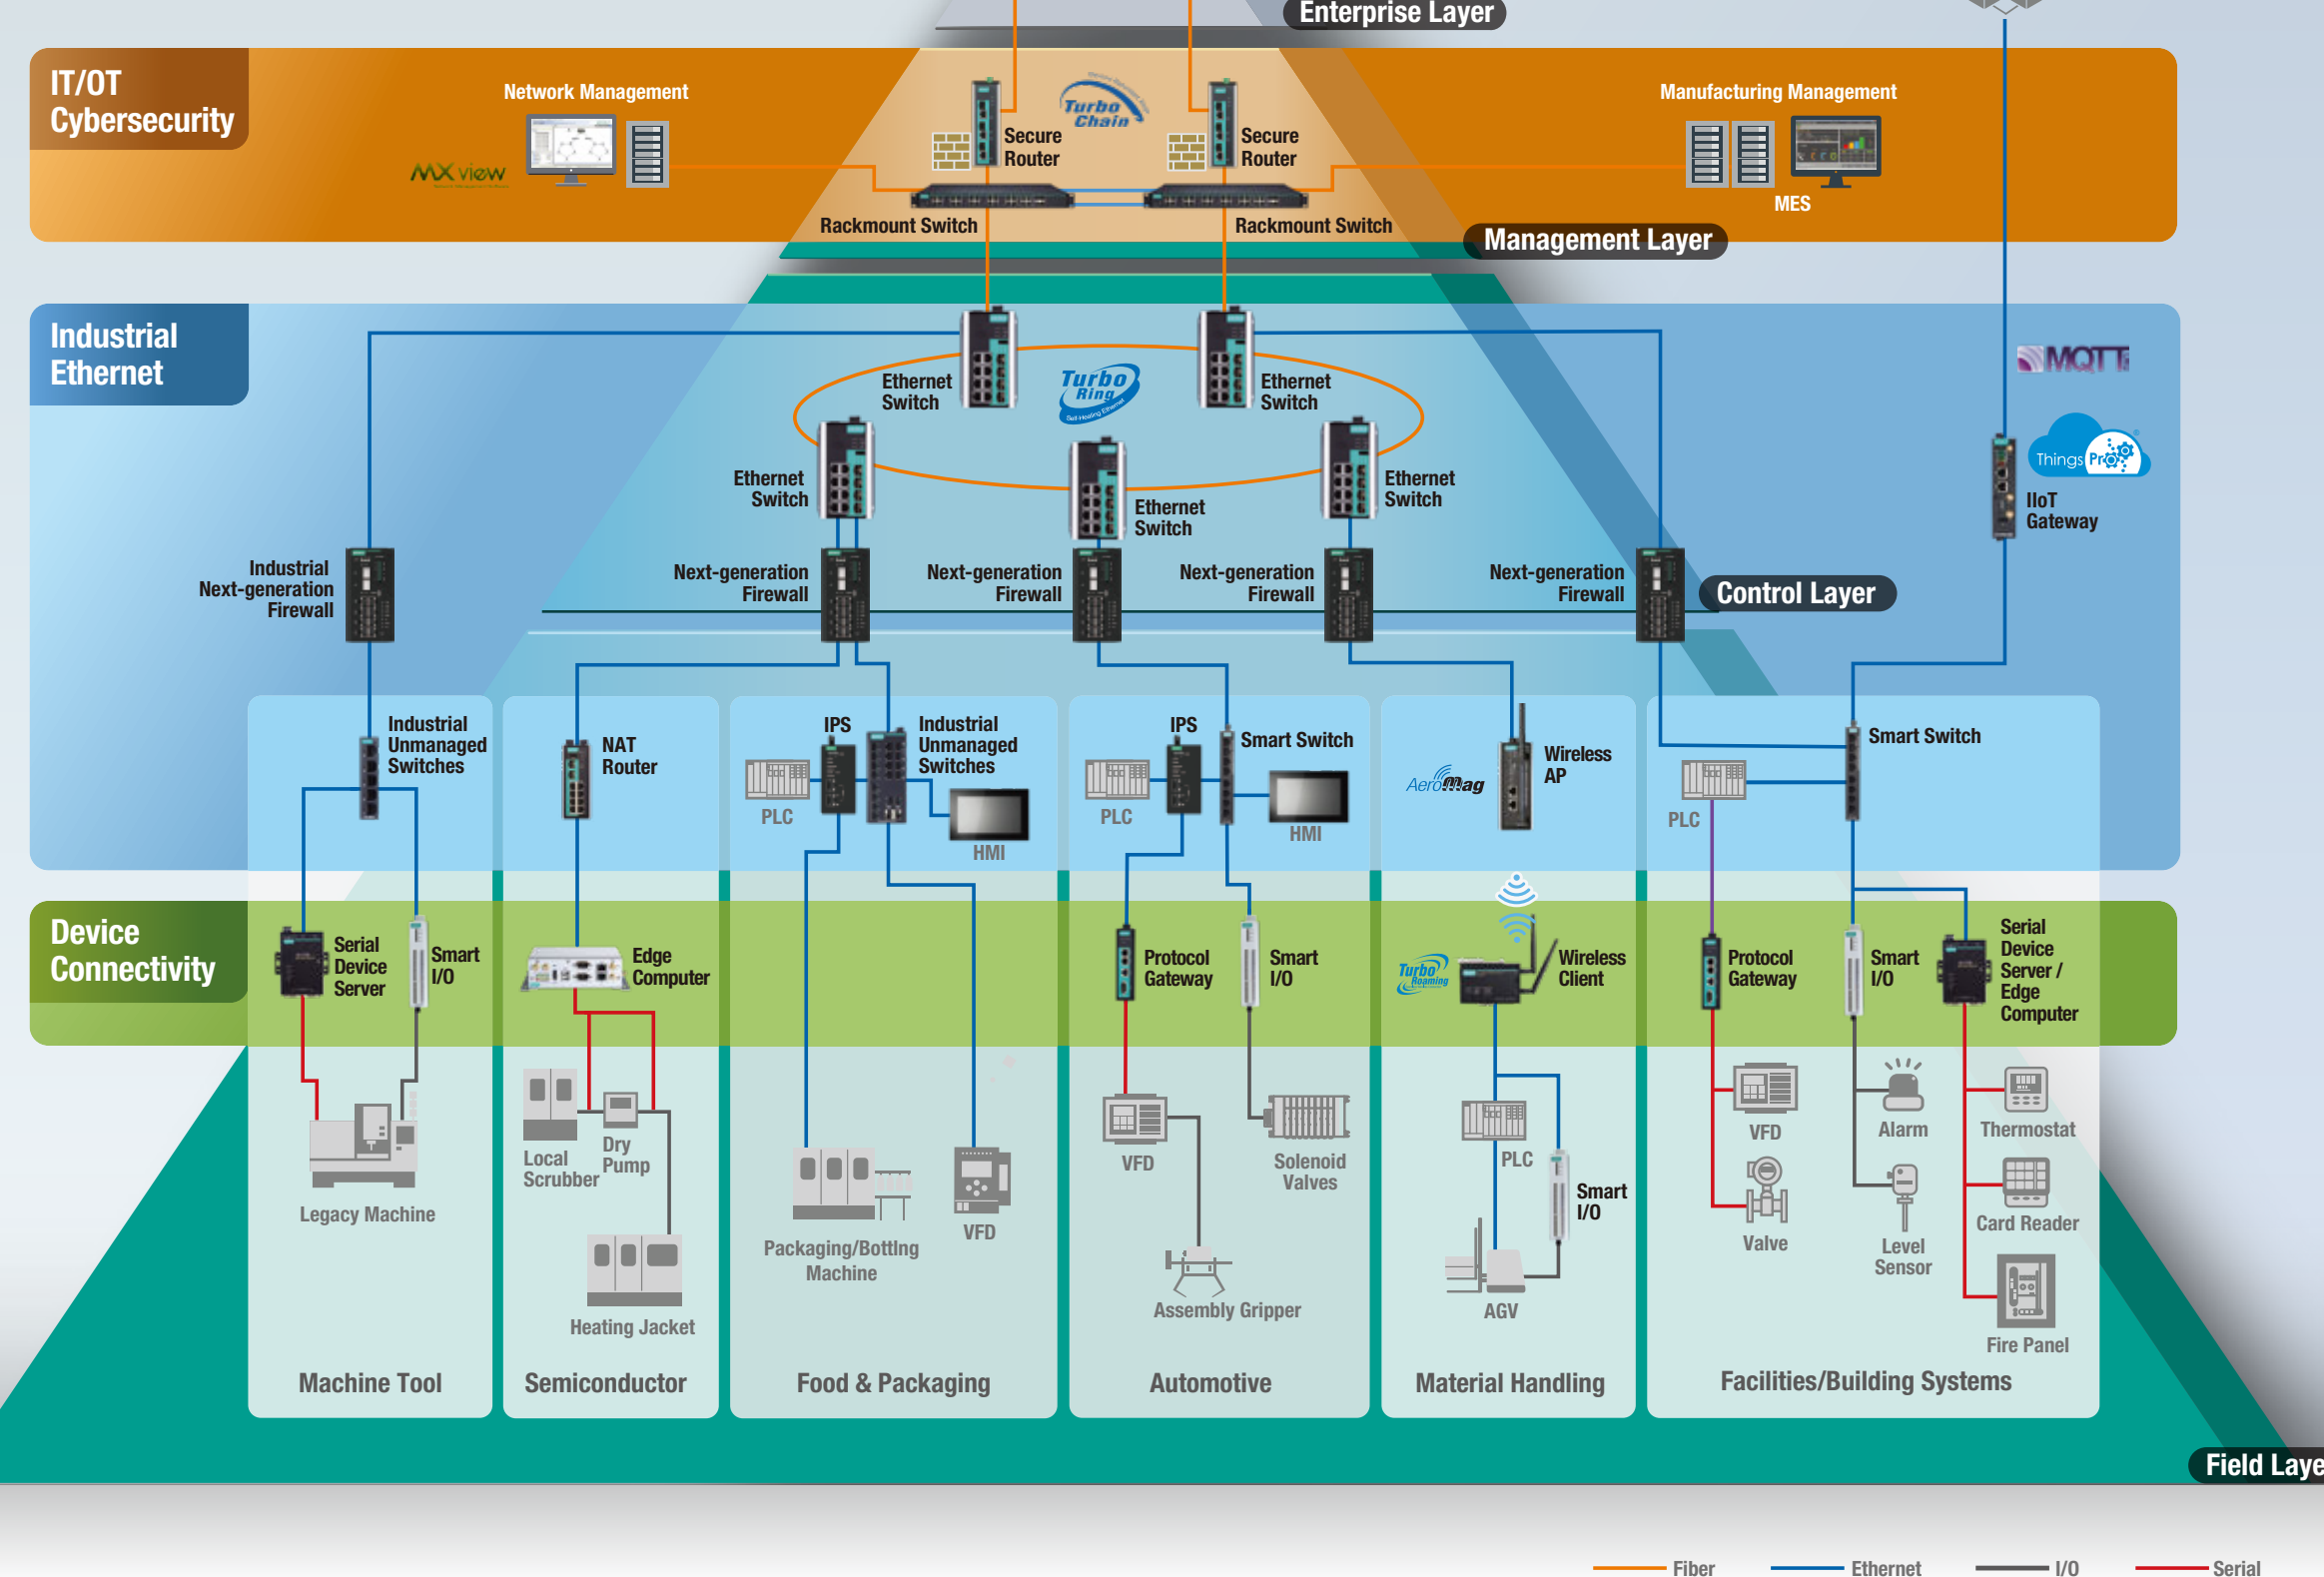 Enterprise Layer
IT/OT
Cybersecurity
Network Management
MXview
Turbo
Chain
Secure
Router
Secure
Router
Manufacturing Management
MES
Rackmount Switch
Rackmount Switch
Management Layer
Industrial
Ethernet
Ethernet
Switch
Turbo
Ring
Self-Healing Ethernet
Ethernet
Switch
MQTT
Things Pro
IIoT
Gateway
Ethernet
Switch
Ethernet
Switch
Ethernet
Switch
Industrial
Next-generation
Firewall
Next-generation
Firewall
Next-generation
Firewall
Next-generation
Firewall
Next-generation
Firewall
Control Layer
Industrial
Unmanaged
Switches
NAT
Router
IPS
PLC
Industrial
Unmanaged
Switches
HMI
IPS
PLC
Smart Switch
HMI
AeroMag
Wireless
AP
Smart Switch
PLC
Device
Connectivity
Serial
Device
Server
Smart
I/O
Edge
Computer
Protocol
Gateway
Smart
I/O
Turbo
Roaming
Wireless
Client
Protocol
Gateway
Smart
I/O
Serial
Device
Server /
Edge
Computer
Legacy Machine
Local
Scrubber
Dry
Pump
Heating Jacket
Packaging/Bottlng
Machine
VFD
VFD
Solenoid
Valves
Assembly Gripper
PLC
Smart
I/O
AGV
VFD
Valve
Alarm
Level
Sensor
Thermostat
Card Reader
Fire Panel
Machine Tool
Semiconductor
Food & Packaging
Automotive
Material Handling
Facilities/Building Systems
Field Laye
Fiber
Ethernet
I/O
Serial